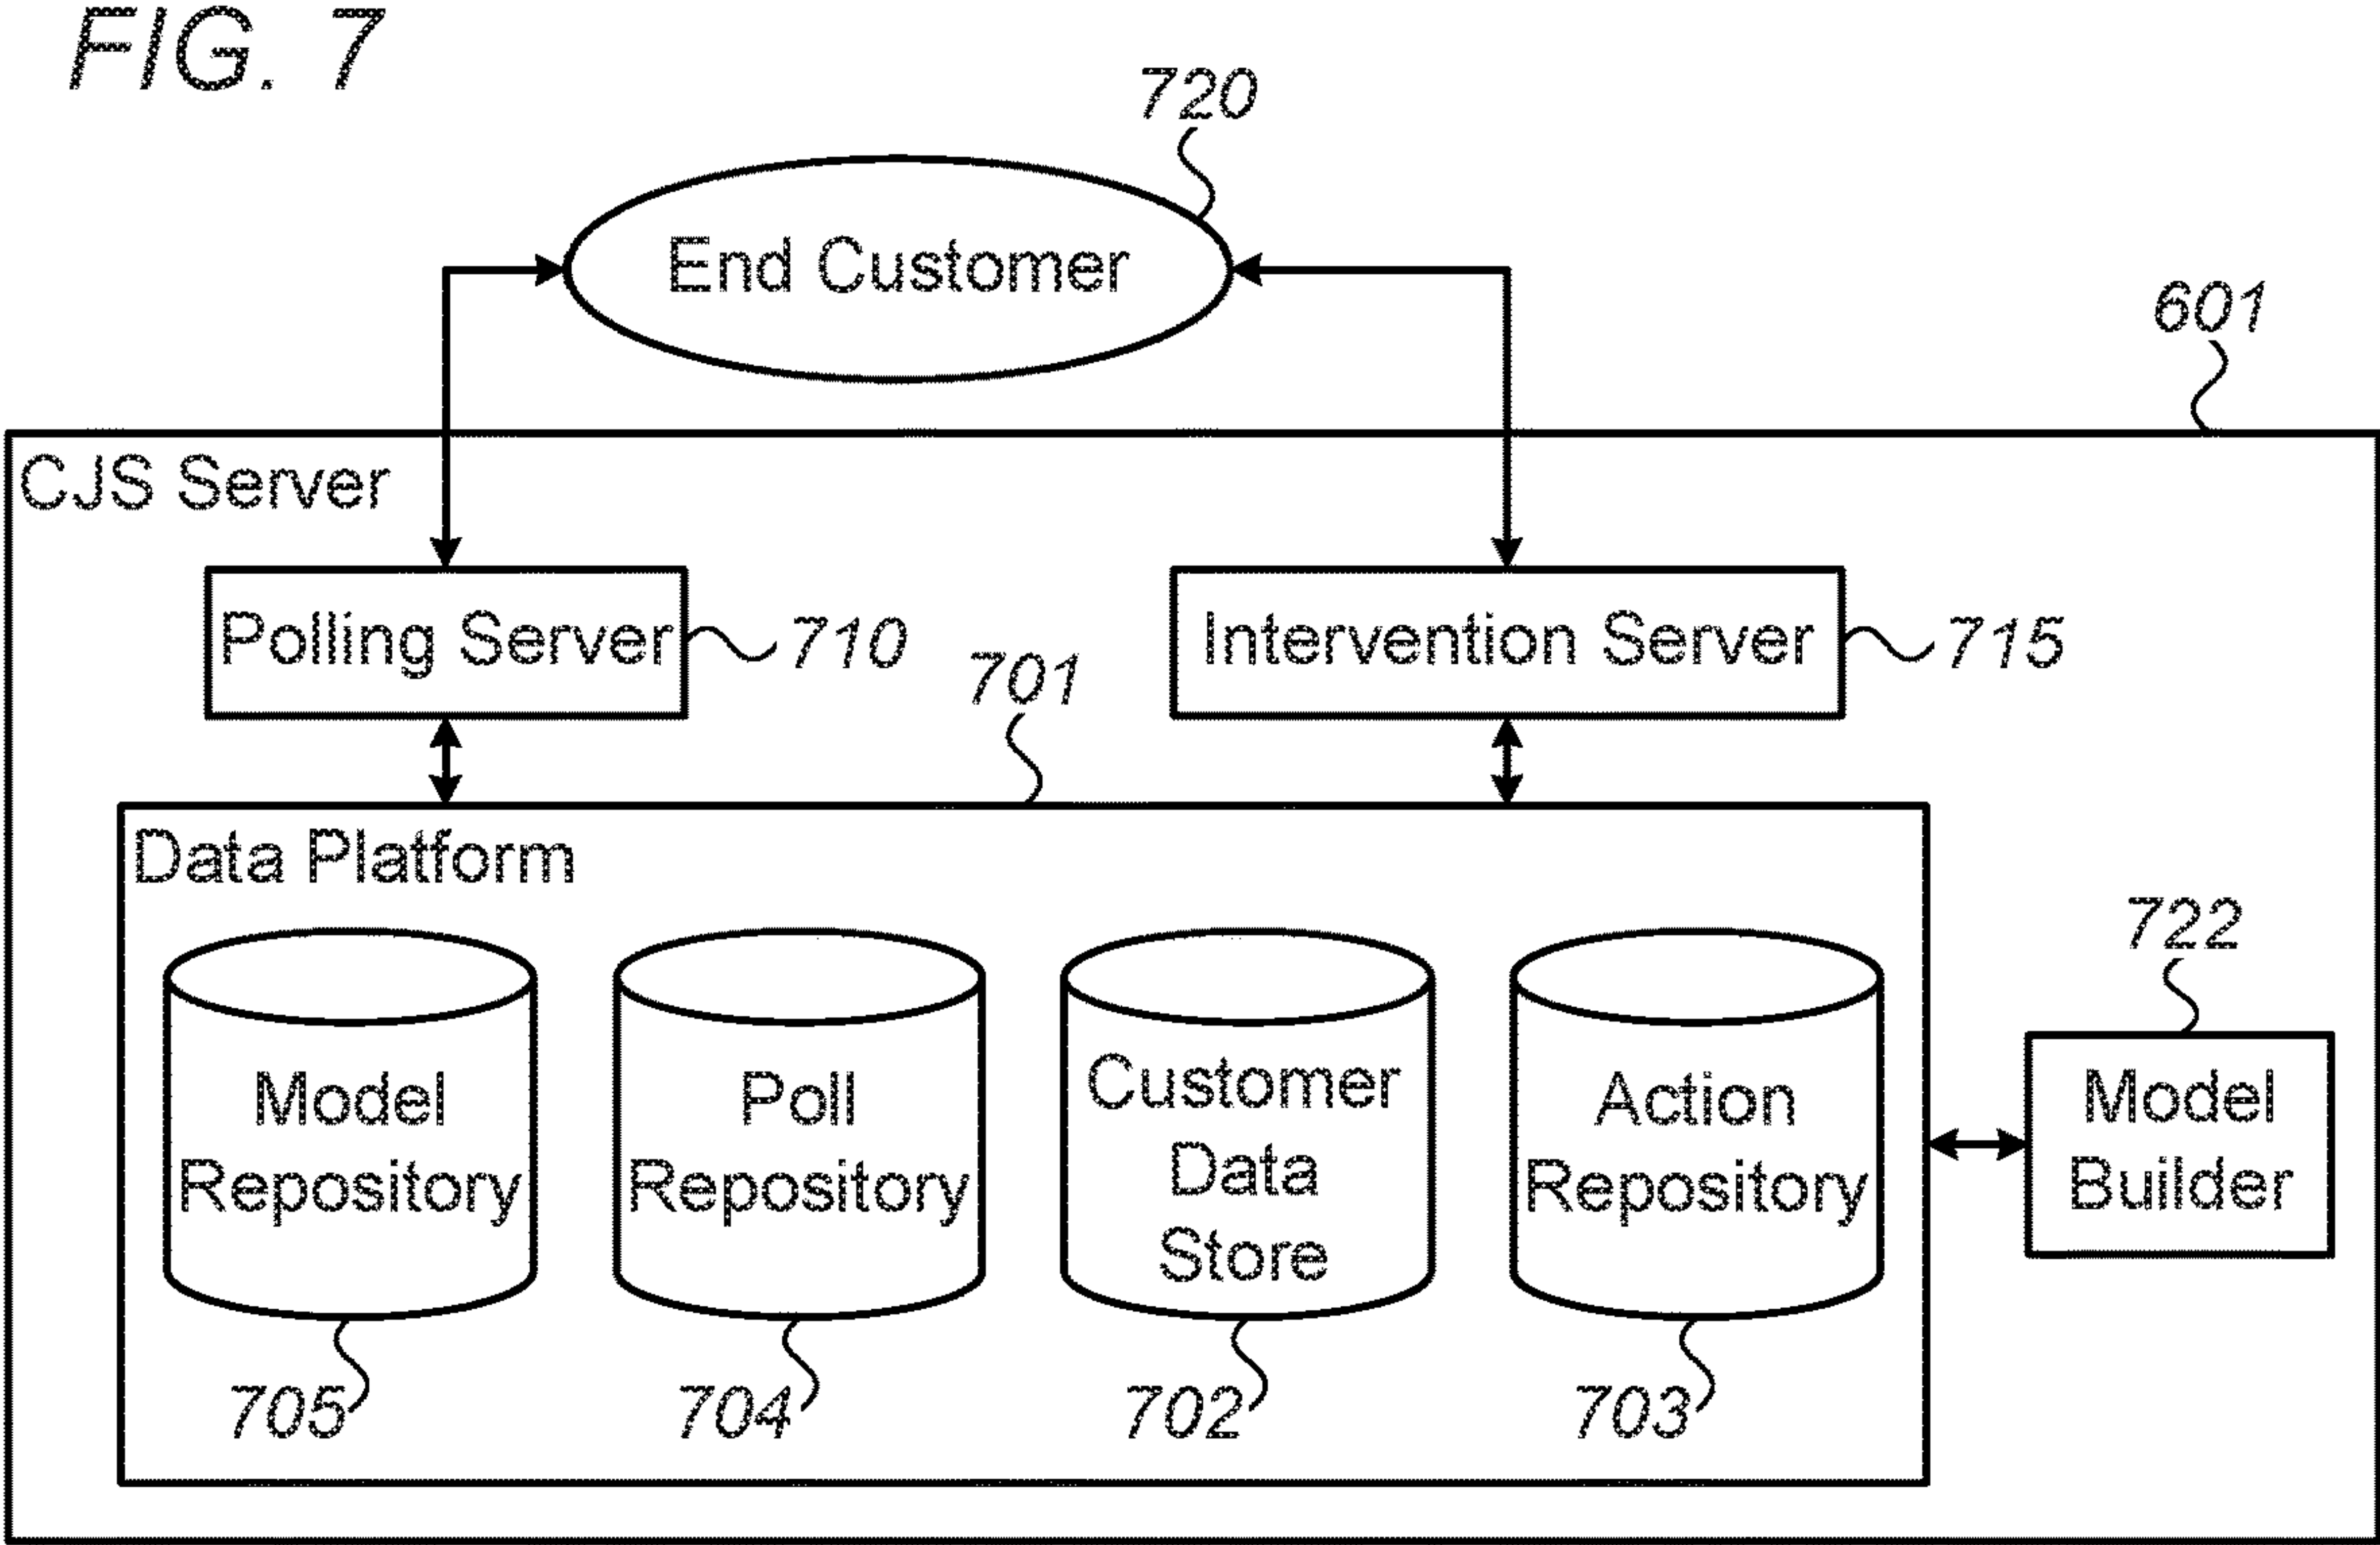 FIG. 7
720
End Customer
601
CJS Server
Polling Server
710
Intervention Server
715
701
Data Platform
722
Model
Repository
Poll
Repository
Customer
Data
Store
Action
Repository
Model
Builder
705
704
702
703